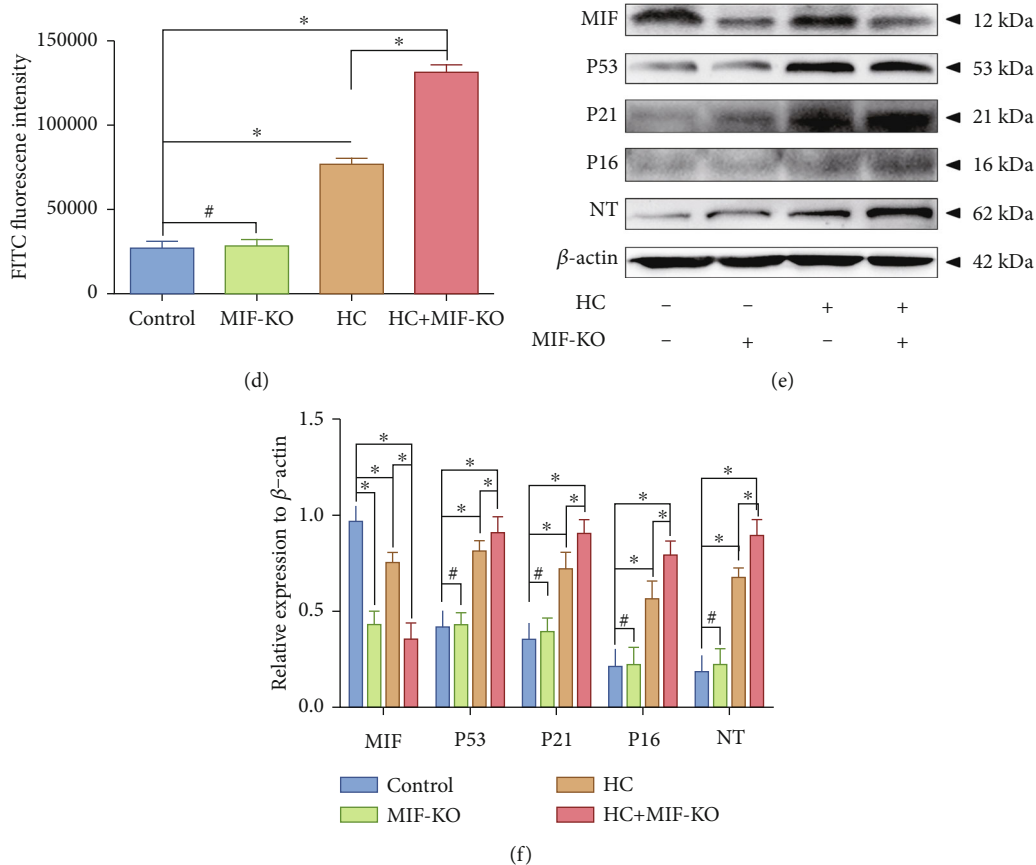 FITC fluorescene intensity
150000
100000
50000
0
*
*
*
#
Control MIF-KO HC HC+MIF-KO
(d)
MIF 12 kDa
P53 53 kDa
P21 21 kDa
P16 16 kDa
NT 62 kDa
β-actin 42 kDa
HC − − + +
MIF-KO − + − +
(e)
Relative expression to β−actin
1.5
1.0
0.5
0.0
* * * *
* * * #
* * * #
* * * #
* * * #
MIF P53 P21 P16 NT
Control HC
MIF-KO HC+MIF-KO
(f)